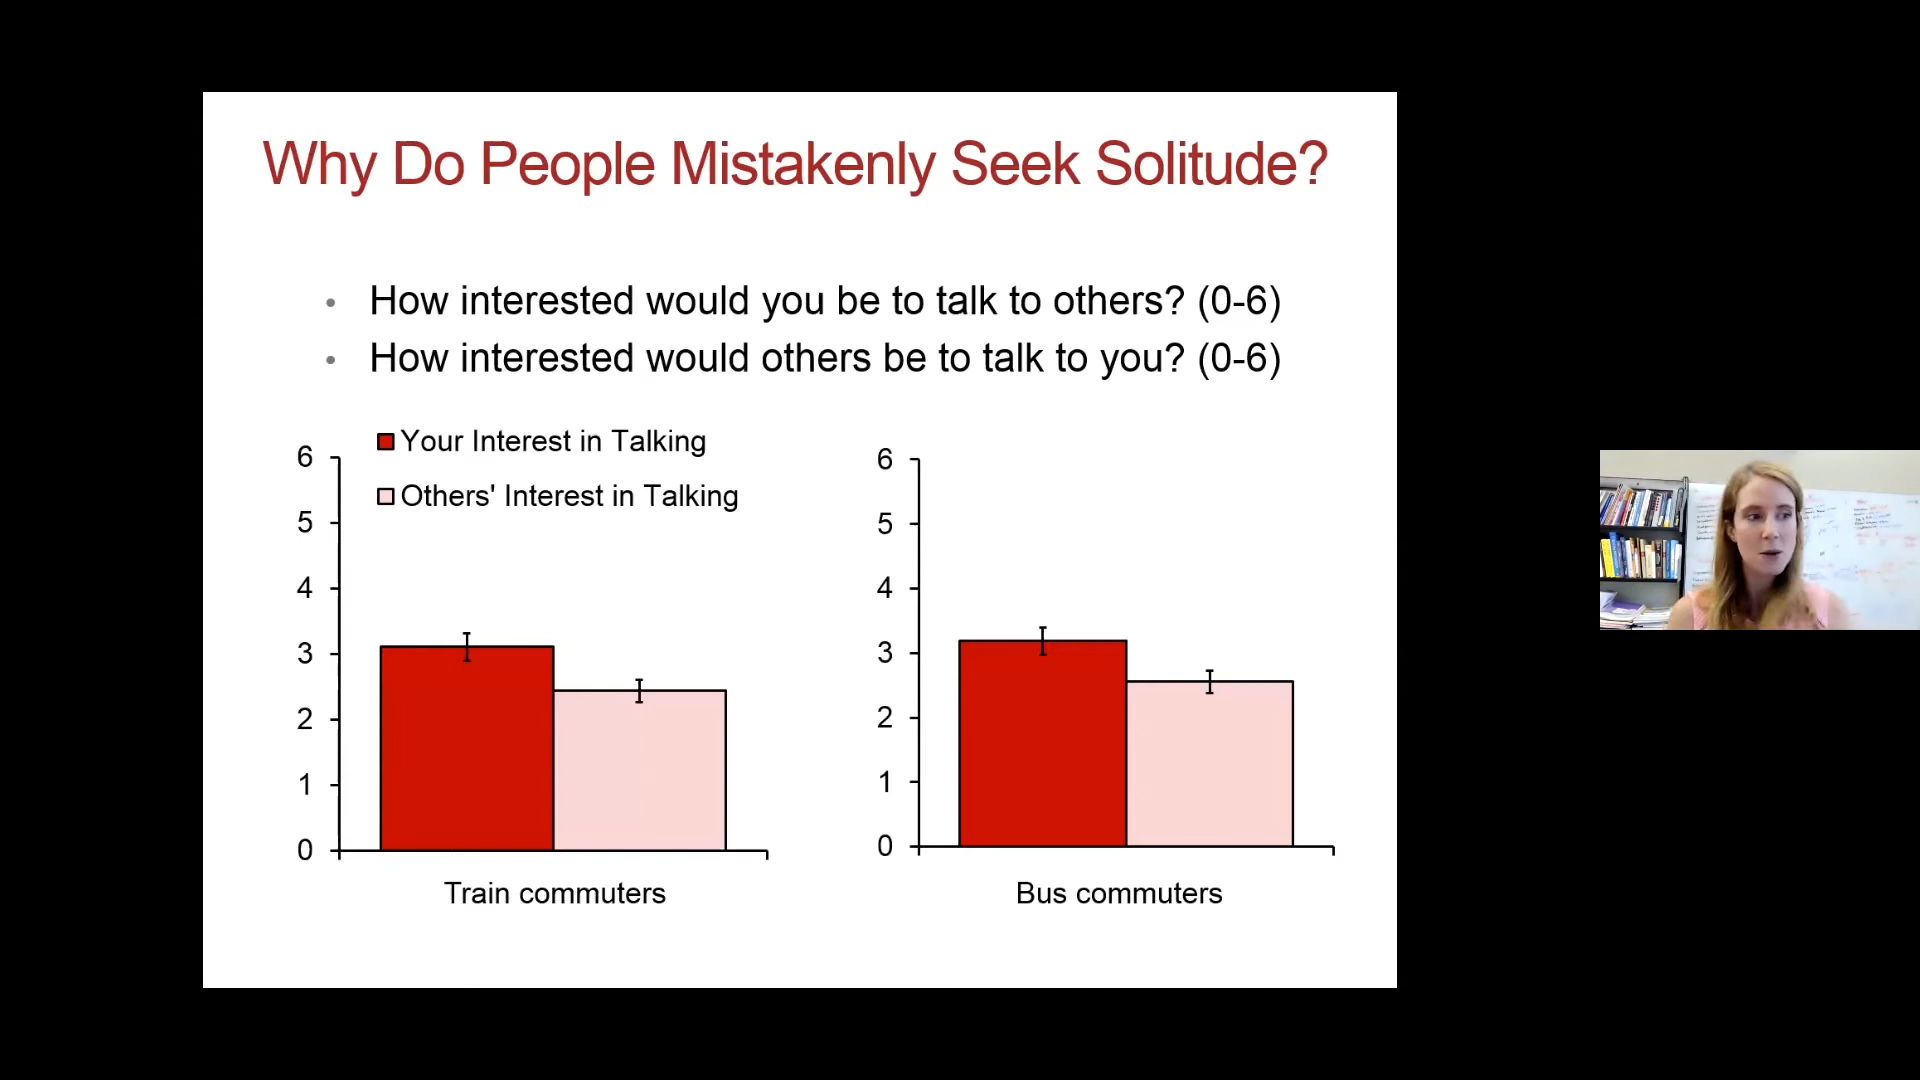 Why Do People Mistakenly Seek Solitude?
• How interested would you be to talk to others? (0-6)
• How interested would others be to talk to you? (0-6)
Your Interest in Talking
Others' Interest in Talking
6
5
4
3
2
1
0
Train commuters
6
5
4
3
2
1
0
Bus commuters